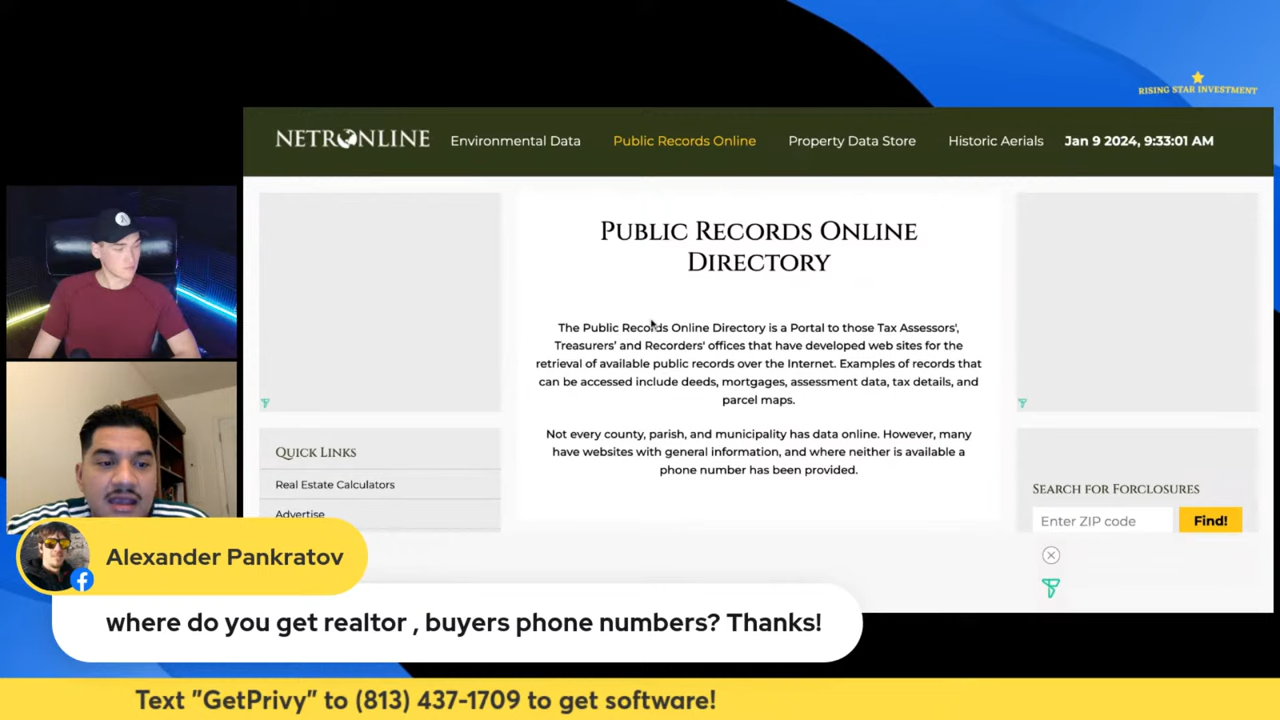 RISING STAR INVESTMENT
NETRONLINE
Environmental Data
Public Records Online
Property Data Store
Historic Aerials
Jan 9 2024, 9:33:01 AM
PUBLIC RECORDS ONLINE
DIRECTORY
The Public Records Online Directory is a Portal to those Tax Assessors',
Treasurers' and Recorders' offices that have developed web sites for the
retrieval of available public records over the Internet. Examples of records that
can be accessed include deeds, mortgages, assessment data, tax details, and
parcel maps.
Not every county, parish, and municipality has data online. However, many
have websites with general information, and where neither is available a
phone number has been provided.
QUICK LINKS
Real Estate Calculators
Advertise
SEARCH FOR FORCLOSURES
Enter ZIP code
Find!
Alexander Pankratov
where do you get realtor , buyers phone numbers? Thanks!
Text "GetPrivy" to (813) 437-1709 to get software!